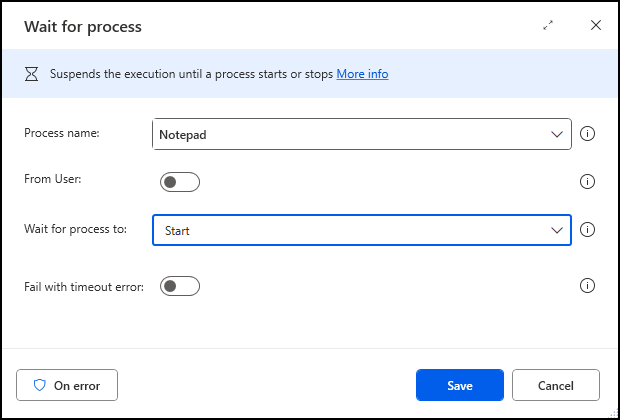 Wait for process
Suspends the execution until a process starts or stops More info
Process name:
Notepad
From User:
Wait for process to:
Start
Fail with timeout error:
On error
Save
Cancel